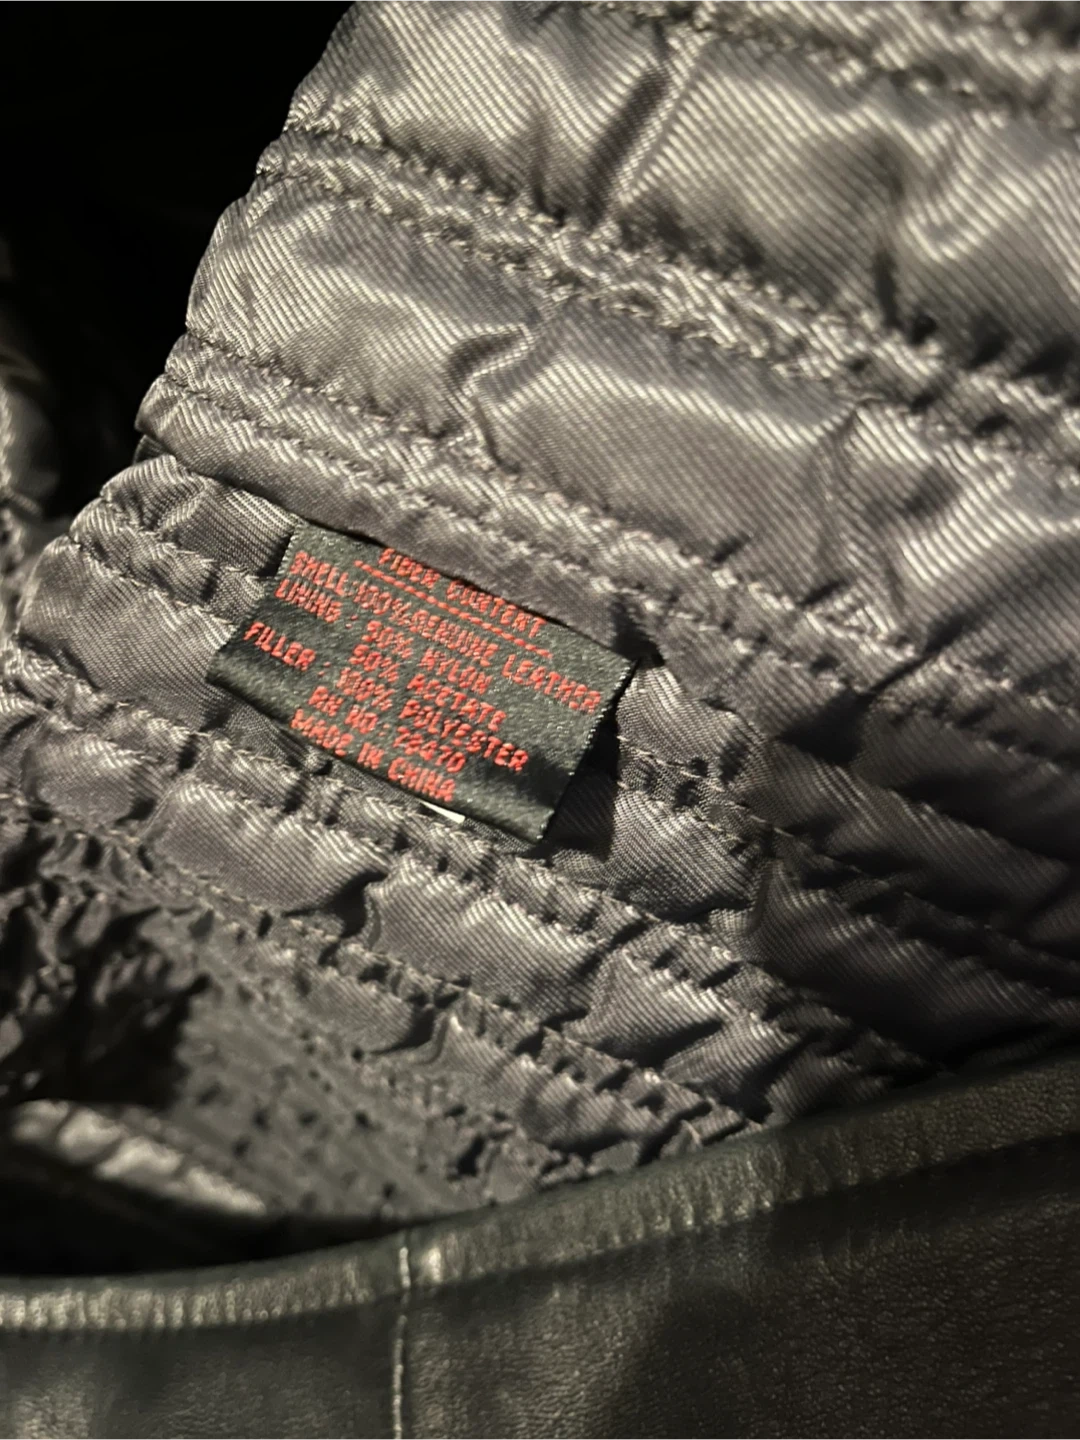 FIBER CONTENT
SHELL: 100% GENUINE LEATHER
LINING : 50% NYLON
50% ACETATE
FILLER : 100% POLYESTER
RN NO: 76470
MADE IN CHINA